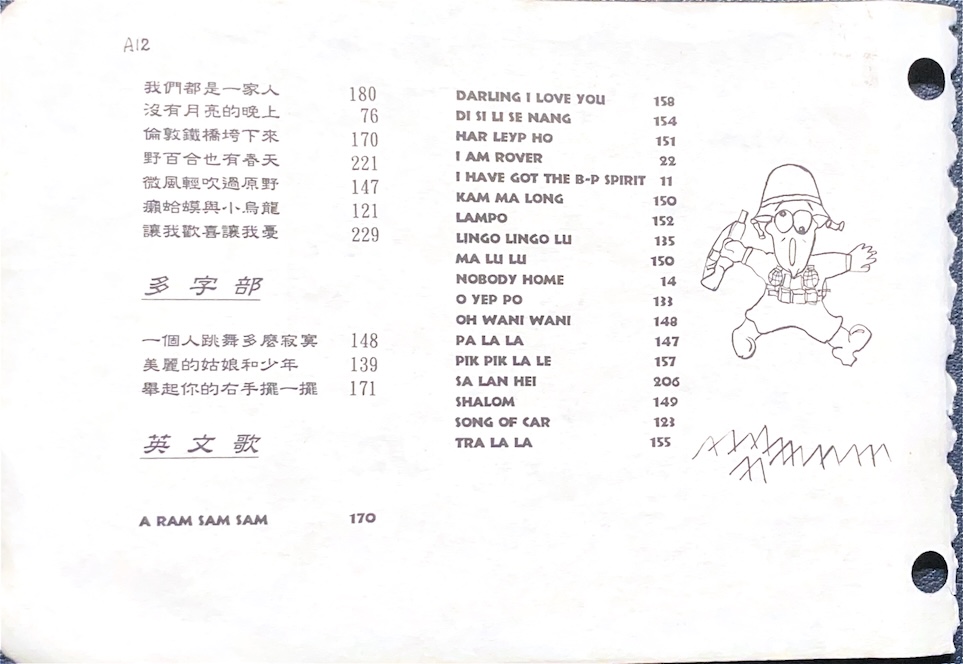 A12
我們都是一家人 180
沒有月亮的晚上 76
倫敦鐵橋垮下來 170
野百合也有春天 221
微風輕吹過原野 147
癩蛤蟆與小烏龍 121
讓我歡喜讓我憂 229
多字部
一個人跳舞多麼寂寞 148
美麗的姑娘和少年 139
舉起你的右手擺一擺 171
英文歌
A RAM SAM SAM 170
DARLING I LOVE YOU 158
DI SI LI SE NANG 154
HAR LEYP HO 151
I AM ROVER 22
I HAVE GOT THE B-P SPIRIT 11
KAM MA LONG 150
LAMPO 152
LINGO LINGO LU 135
MA LU LU 150
NOBODY HOME 14
O YEP PO 133
OH WANI WANI 148
PA LA LA 147
PIK PIK LA LE 157
SA LAN HEI 206
SHALOM 149
SONG OF CAR 123
TRA LA LA 155